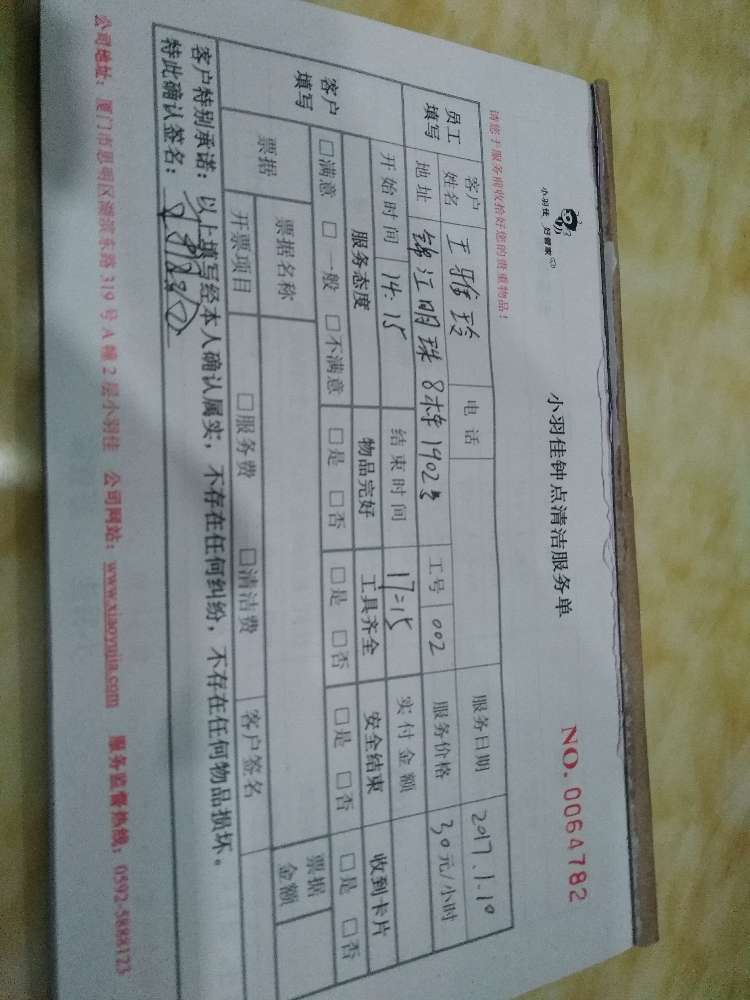 小羽佳 好管家
小羽佳钟点清洁服务单
NO. 0064782
请您于服务前收拾好您的贵重物品！
员工填写 客户姓名 王雅玲 电话 服务日期 2017.1.10
地址 锦江明珠8栋1902号 工号 002 服务价格 30元/小时
开始时间 14:15 结束时间 17:15 实付金额
客户填写 服务态度 物品完好 工具齐全 安全结束 收到卡片
□满意 □一般 □不满意 □是 □否 □是 □否 □是 □否 □是 □否
票据 票据名称 票据金额
开票项目 □服务费 □清洁费 客户签名
客户特别承诺：以上填写经本人确认属实，不存在任何纠纷，不存在任何物品损坏。
特此确认签名：
公司地址：厦门市思明区湖滨东路319号A幢2层小羽佳 公司网站：www.xiaoyujia.com 服务监督热线：0592-5888123